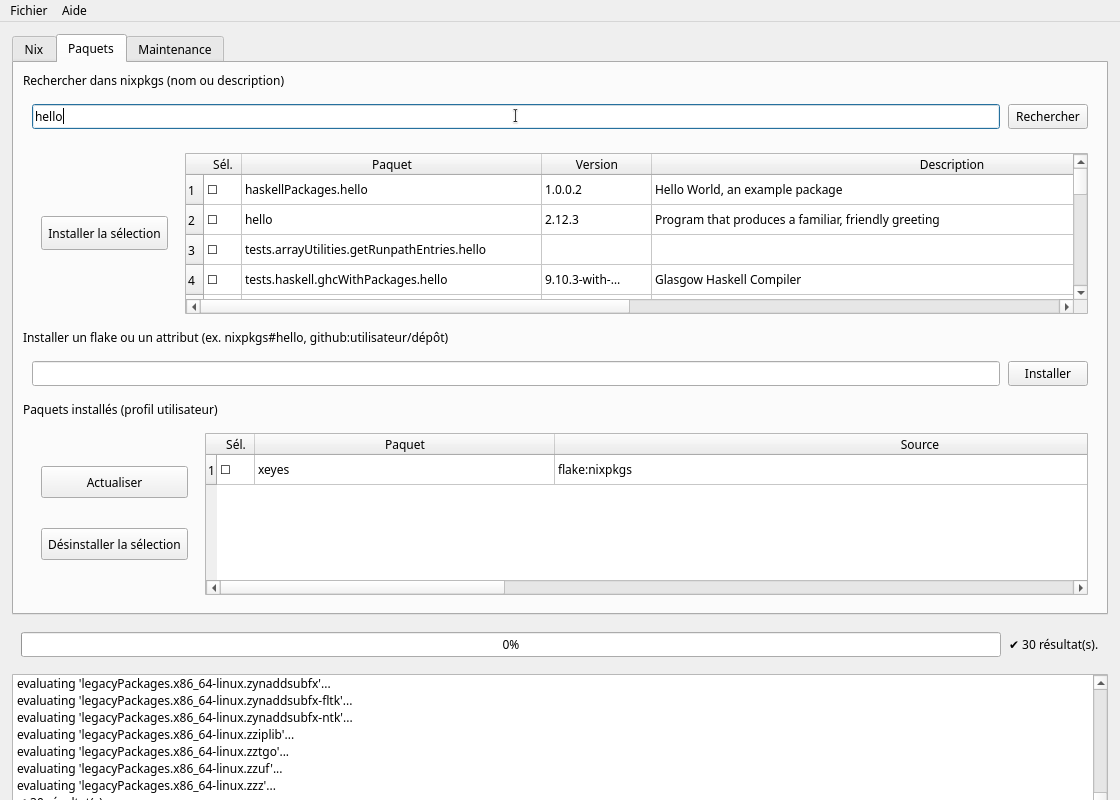 Fichier Aide
Nix Paquets Maintenance
Rechercher dans nixpkgs (nom ou description)
hello Rechercher
Sél. Paquet Version Description
1 haskellPackages.hello 1.0.0.2 Hello World, an example package
2 hello 2.12.3 Program that produces a familiar, friendly greeting
3 tests.arrayUtilities.getRunpathEntries.hello
4 tests.haskell.ghcWithPackages.hello 9.10.3-with-... Glasgow Haskell Compiler
Installer la sélection
Installer un flake ou un attribut (ex. nixpkgs#hello, github:utilisateur/dépôt)
Installer
Paquets installés (profil utilisateur)
Sél. Paquet Source
1 xeyes flake:nixpkgs
Actualiser
Désinstaller la sélection
0% ✔ 30 résultat(s).
evaluating 'legacyPackages.x86_64-linux.zynaddsubfx'...
evaluating 'legacyPackages.x86_64-linux.zynaddsubfx-fltk'...
evaluating 'legacyPackages.x86_64-linux.zynaddsubfx-ntk'...
evaluating 'legacyPackages.x86_64-linux.zziplib'...
evaluating 'legacyPackages.x86_64-linux.zztgo'...
evaluating 'legacyPackages.x86_64-linux.zzuf'...
evaluating 'legacyPackages.x86_64-linux.zzz'...
✔ 30 résultat(s).